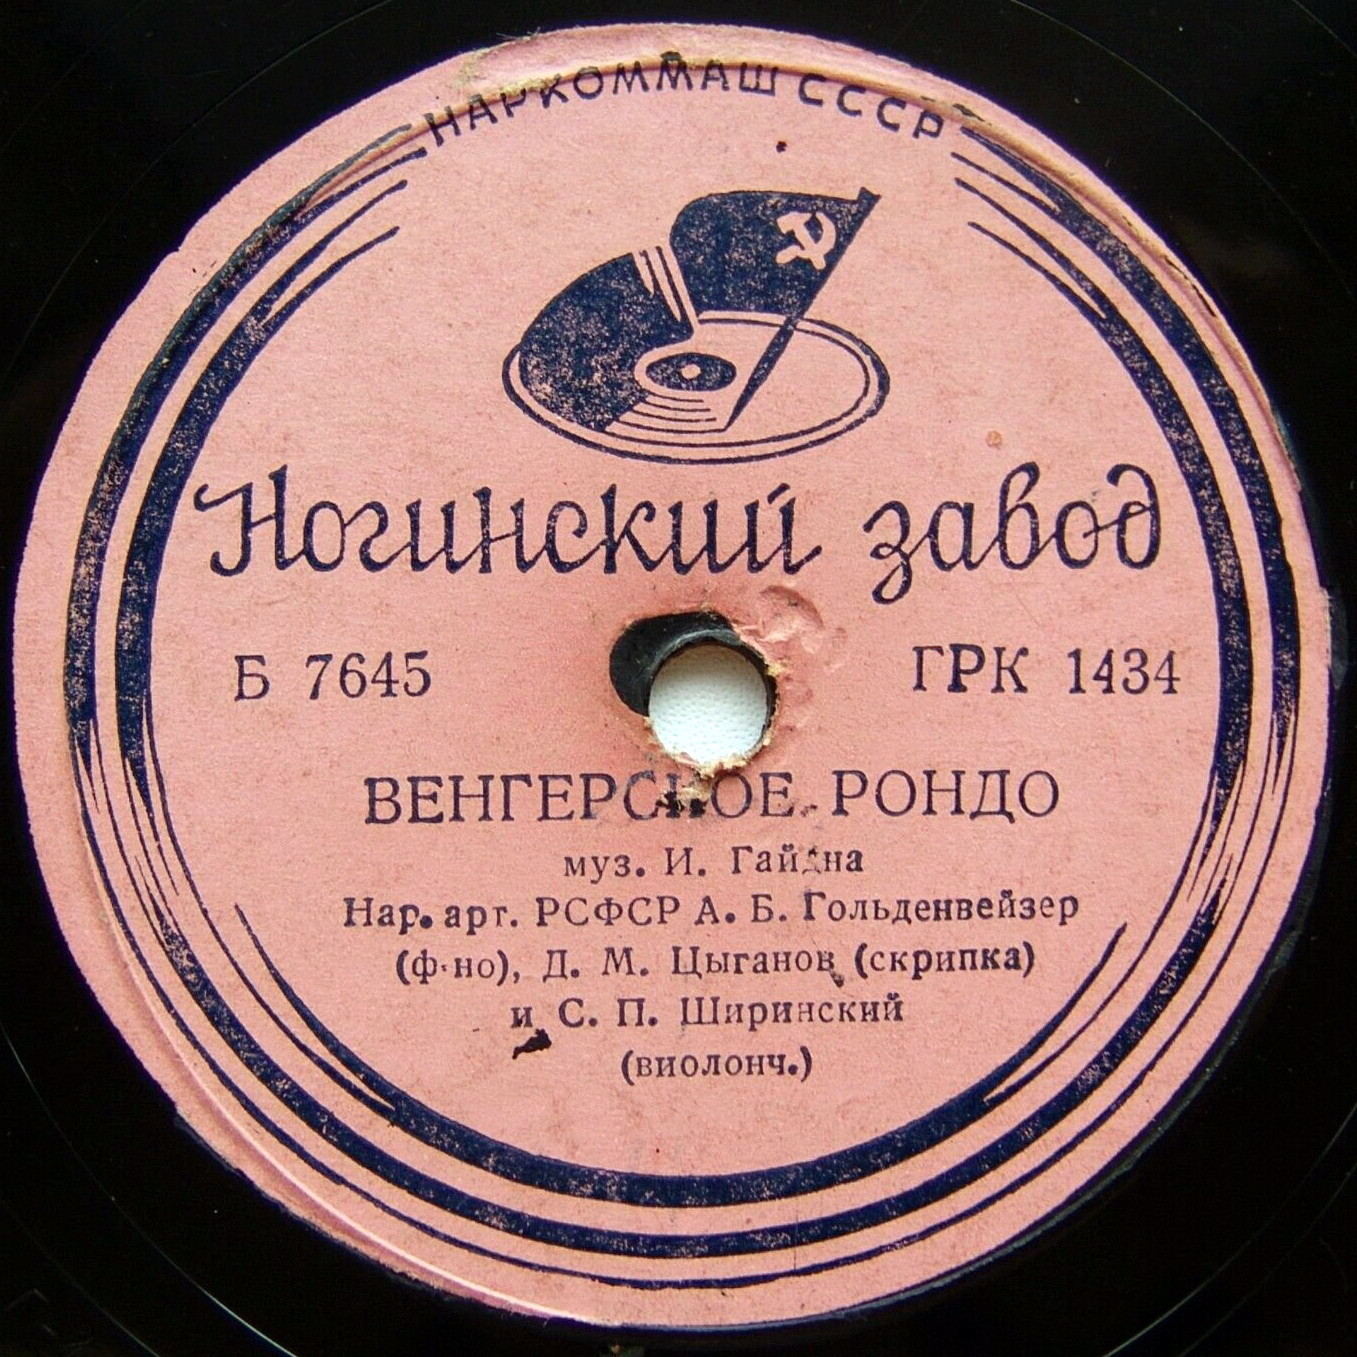 НАРКОММАШ СССР
Ногинский завод
Б 7645 ГРК 1434
ВЕНГЕРСКОЕ РОНДО
муз. И. Гайдна
Нар. арт. РСФСР А. Б. Гольденвейзер
(ф-но), Д. М. Цыганов (скрипка)
и С. П. Ширинский
(виолонч.)